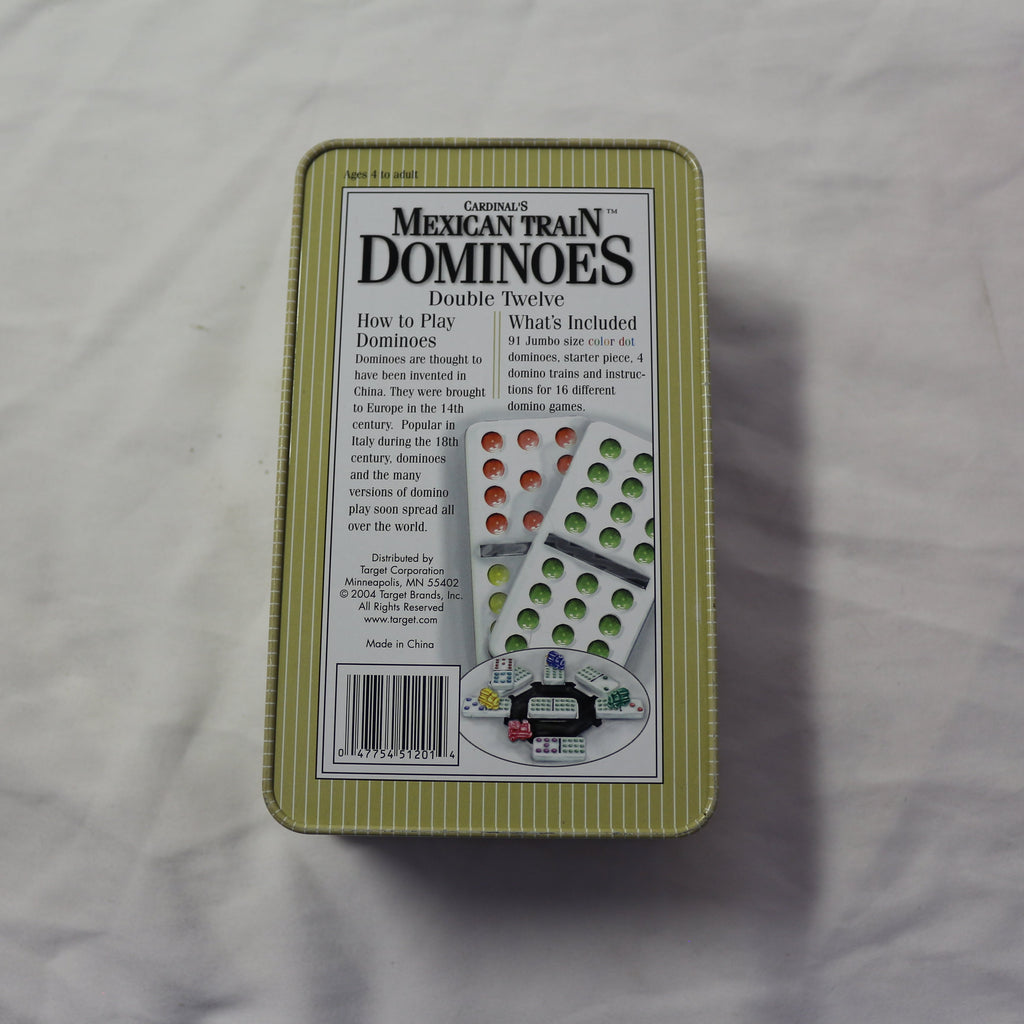 Ages 4 to adult
CARDINAL'S
MEXICAN TRAIN™
DOMINOES
Double Twelve
How to Play
Dominoes
Dominoes are thought to
have been invented in
China. They were brought
to Europe in the 14th
century. Popular in
Italy during the 18th
century, dominoes
and the many
versions of domino
play soon spread all
over the world.
What's Included
91 Jumbo size color dot
dominoes, starter piece, 4
domino trains and instruc-
tions for 16 different
domino games.
Distributed by
Target Corporation
Minneapolis, MN 55402
© 2004 Target Brands, Inc.
All Rights Reserved
www.target.com
Made in China
0 47754 51201 4